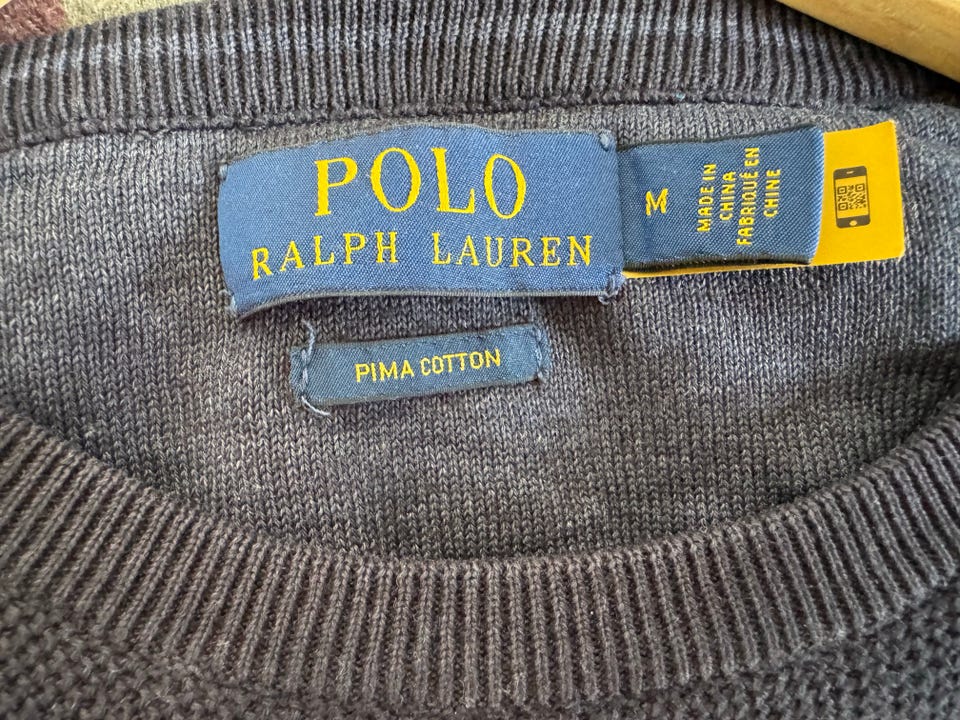 POLO
RALPH LAUREN
M
MADE IN
CHINA
FABRIQUÉ EN
CHINE
PIMA COTTON